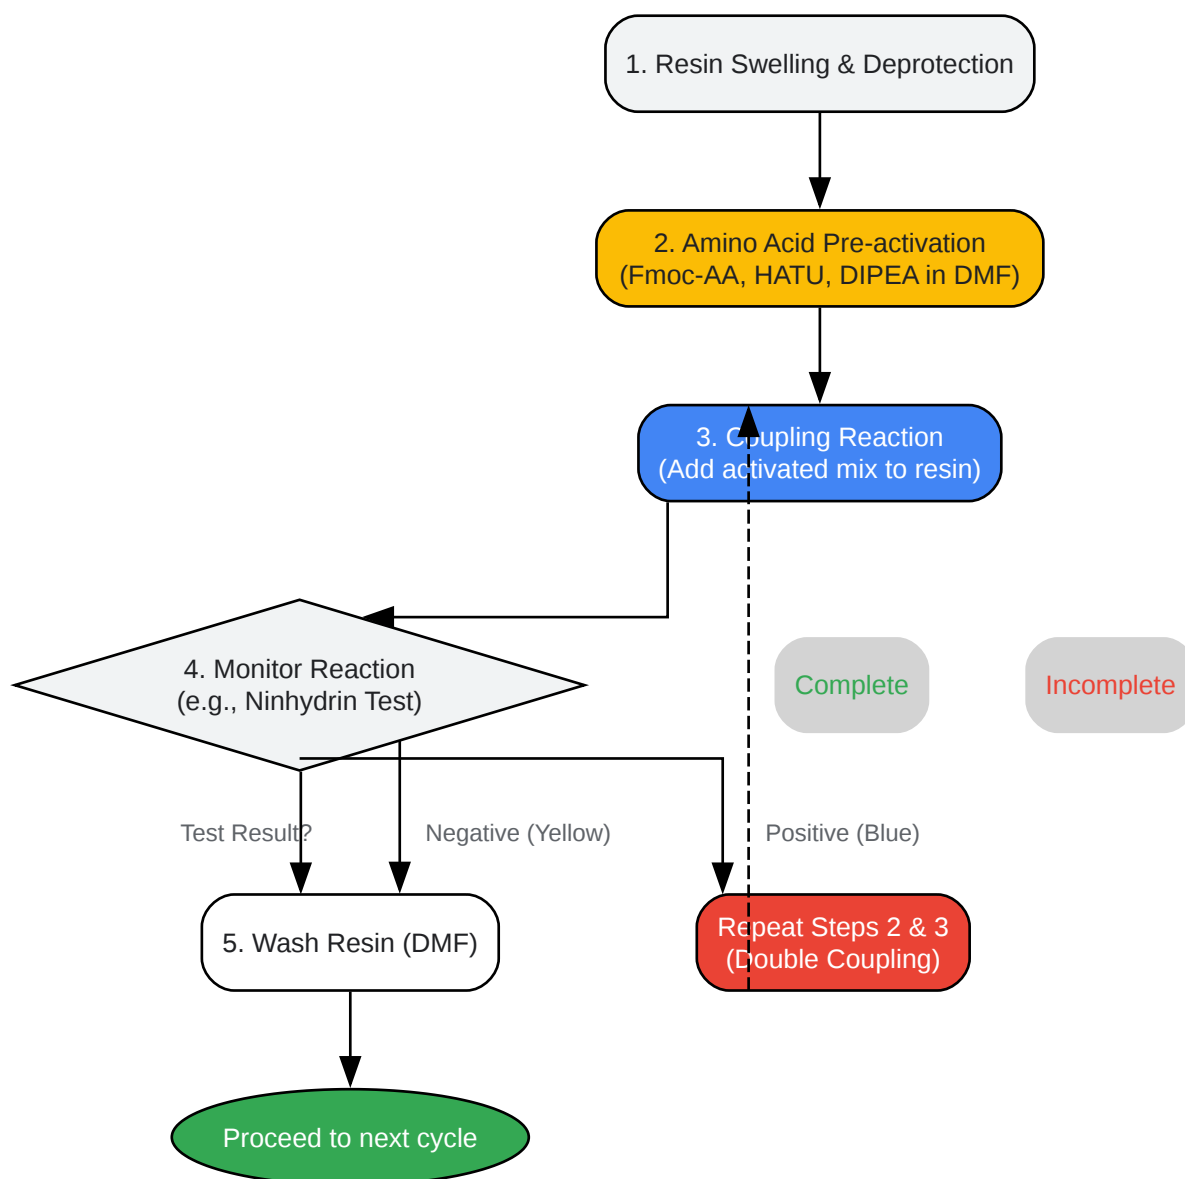 1. Resin Swelling & Deprotection
2. Amino Acid Pre-activation
(Fmoc-AA, HATU, DIPEA in DMF)
3. Coupling Reaction
(Add activated mix to resin)
4. Monitor Reaction
(e.g., Ninhydrin Test)
Complete
Incomplete
Test Result?
Negative (Yellow)
Positive (Blue)
5. Wash Resin (DMF)
Repeat Steps 2 & 3
(Double Coupling)
Proceed to next cycle